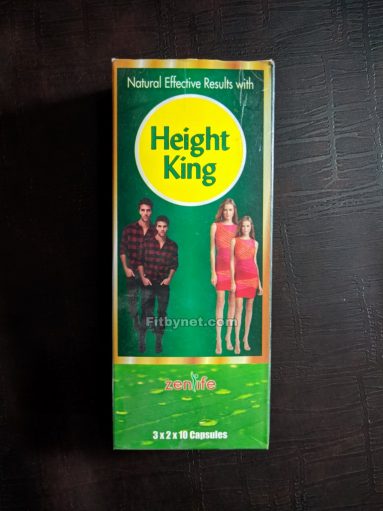 Natural Effective Results with
Height
King
Fitbynet.com
zenlife
3 x 2 x 10 Capsules